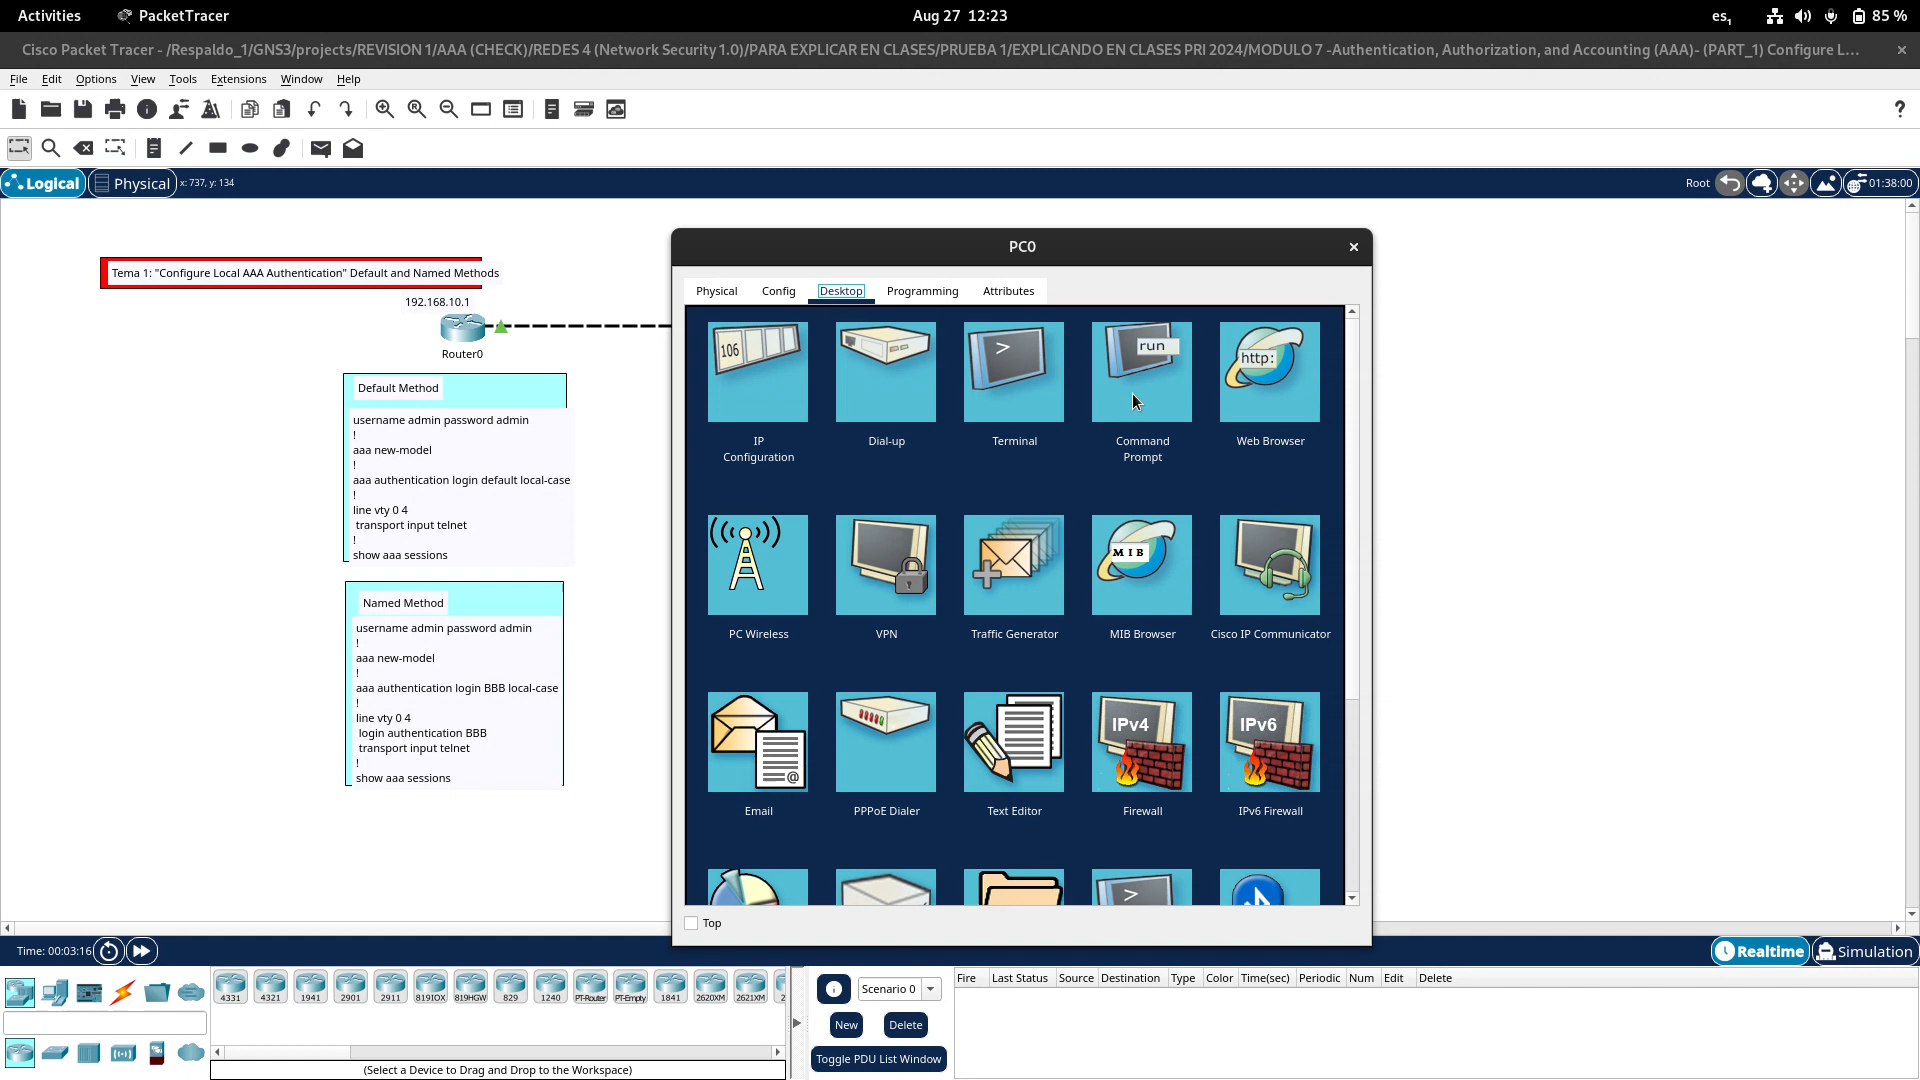 Activities
PacketTracer
Aug 27  12:23
es₁
85 %
Cisco Packet Tracer - /Respaldo_1/GNS3/projects/REVISION 1/AAA (CHECK)/REDES 4 (Network Security 1.0)/PARA EXPLICAR EN CLASES/PRUEBA 1/EXPLICANDO EN CLASES PRI 2024/MODULO 7 -Authentication, Authorization, and Accounting (AAA)- (PART_1) Configure L...
File Edit Options View Tools Extensions Window Help
Logical
Physical
x: 737, y: 134
Root
01:38:00
Tema 1: "Configure Local AAA Authentication" Default and Named Methods
192.168.10.1
Router0
Default Method
username admin password admin
!
aaa new-model
!
aaa authentication login default local-case
!
line vty 0 4
transport input telnet
!
show aaa sessions
Named Method
username admin password admin
!
aaa new-model
!
aaa authentication login BBB local-case
!
line vty 0 4
login authentication BBB
transport input telnet
!
show aaa sessions
PC0
Physical Config Desktop Programming Attributes
106
>
run
http:
IP
Configuration
Dial-up
Terminal
Command
Prompt
Web Browser
MIB
PC Wireless
VPN
Traffic Generator
MIB Browser
Cisco IP Communicator
@
IPv4
IPv6
Email
PPPoE Dialer
Text Editor
Firewall
IPv6 Firewall
>
Top
Time: 00:03:16
Realtime
Simulation
4331 4321 1941 2901 2911 819IOX 819HGW 829 1240 PT-Router PT-Empty 1841 2620XM 2621XM 2
(Select a Device to Drag and Drop to the Workspace)
Scenario 0
New
Delete
Toggle PDU List Window
Fire Last Status Source Destination Type Color Time(sec) Periodic Num Edit Delete